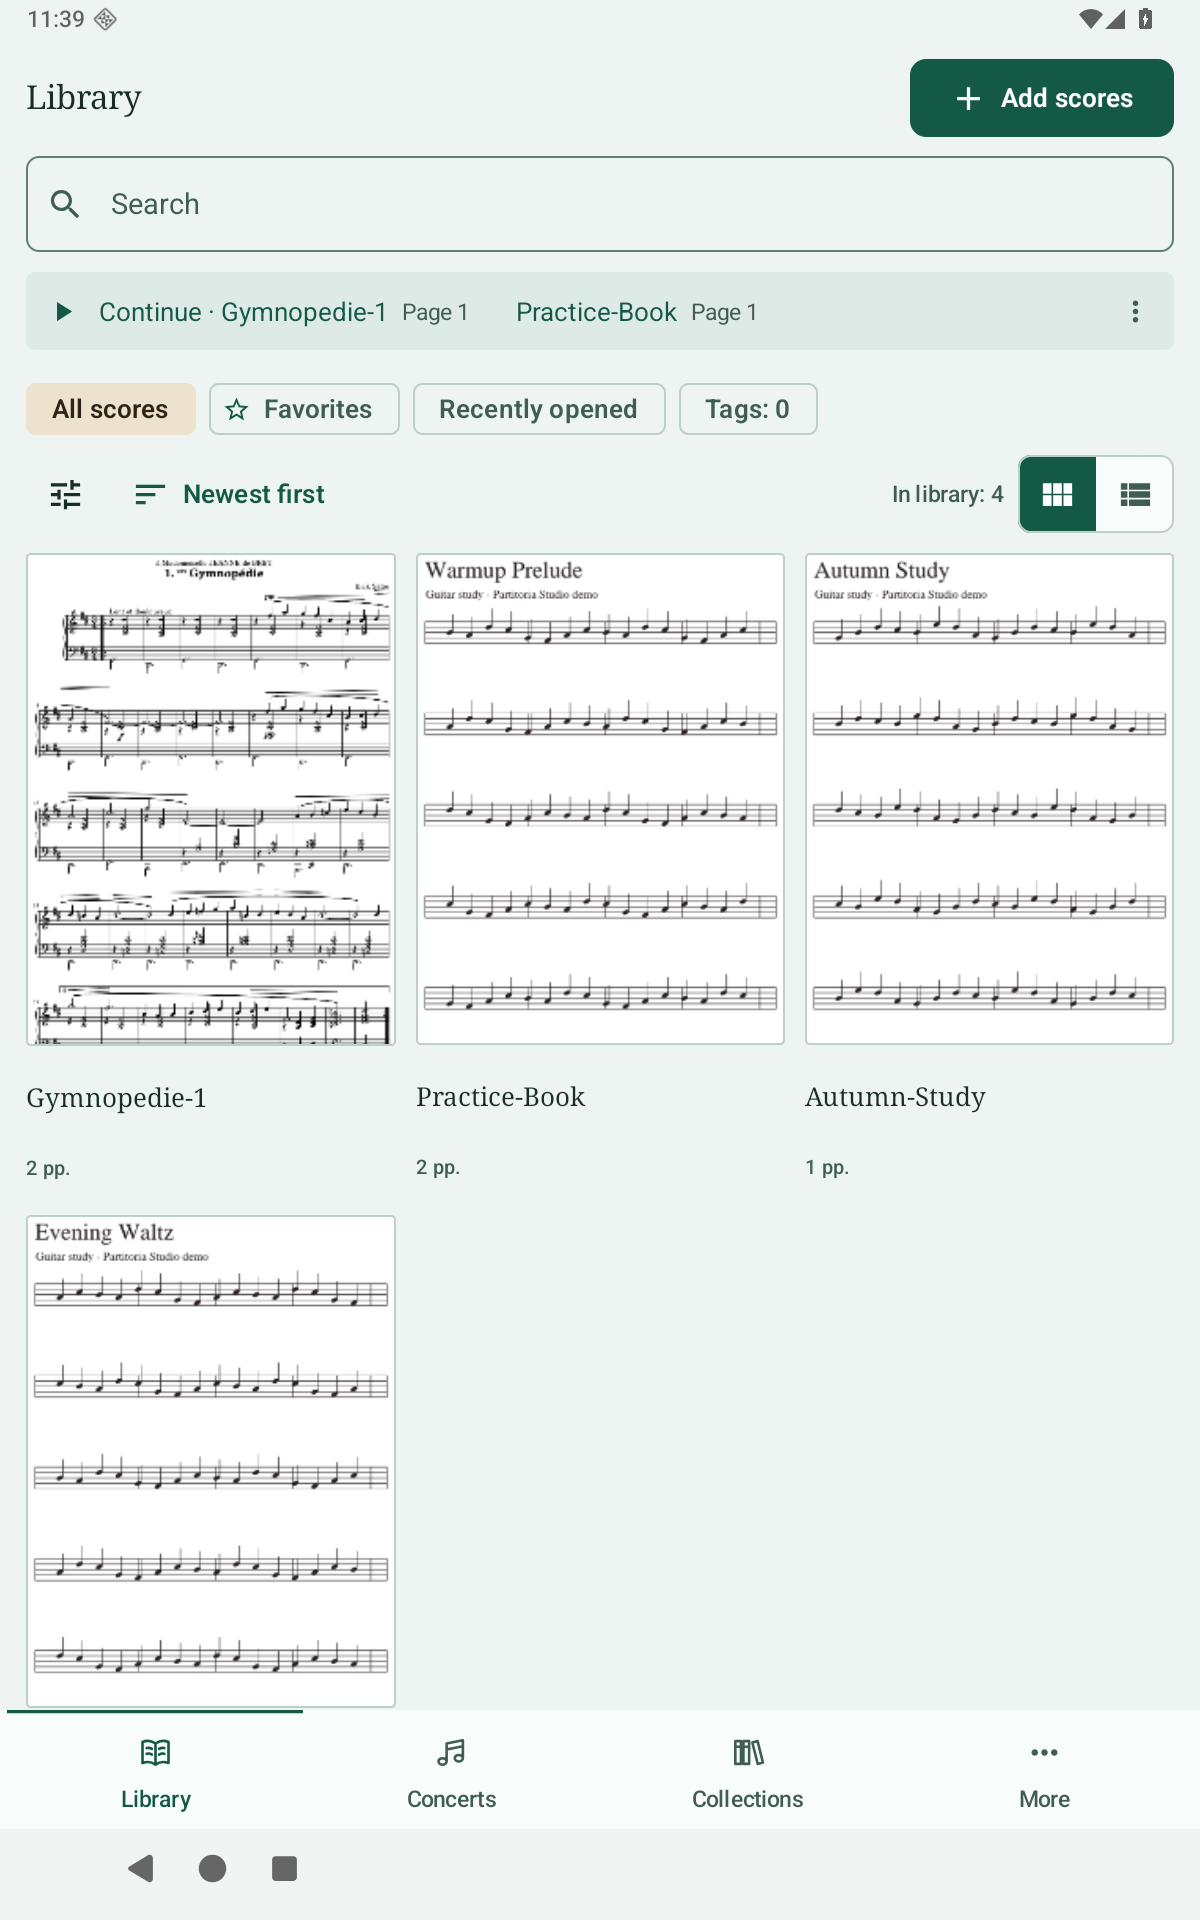 11:39
Library
Add scores
Search
Continue · Gymnopedie-1 Page 1 Practice-Book Page 1
All scores
Favorites
Recently opened
Tags: 0
Newest first
In library: 4
1. ère Gymnopédie
Warmup Prelude
Guitar study - Partitoria Studio demo
Autumn Study
Guitar study - Partitoria Studio demo
Gymnopedie-1
Practice-Book
Autumn-Study
2 pp.
2 pp.
1 pp.
Evening Waltz
Guitar study - Partitoria Studio demo
Library
Concerts
Collections
More